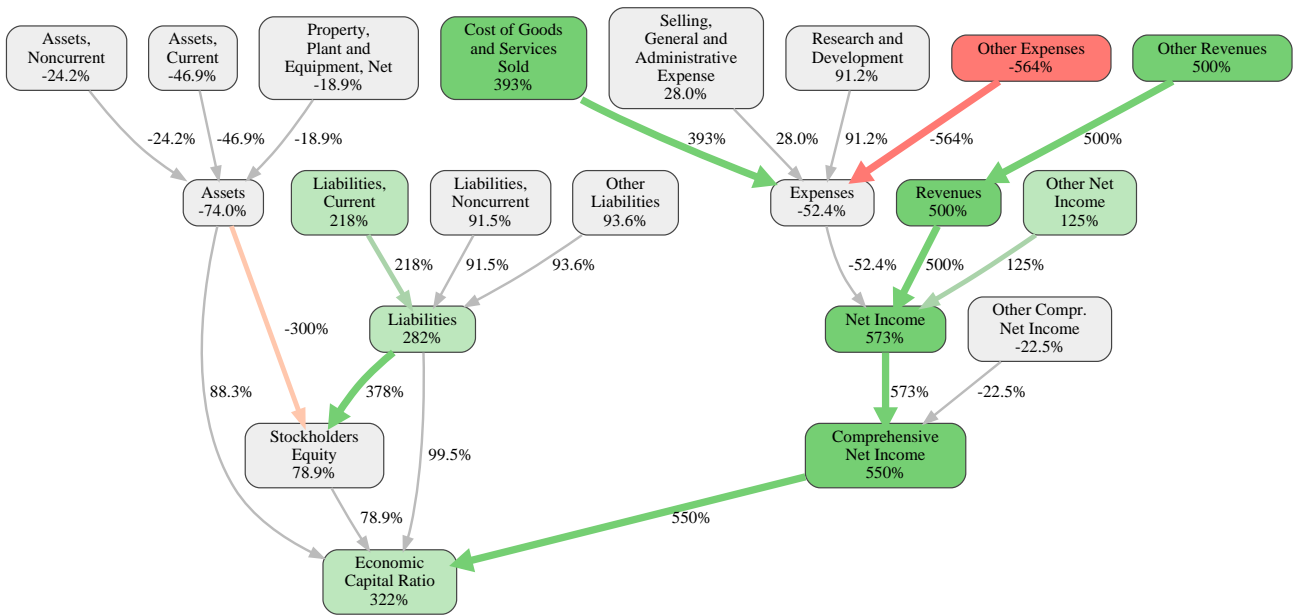 Assets,
Noncurrent
-24.2%
Assets,
Current
-46.9%
Property,
Plant and
Equipment, Net
-18.9%
Cost of Goods
and Services
Sold
393%
Selling,
General and
Administrative
Expense
28.0%
Research and
Development
91.2%
Other Expenses
-564%
Other Revenues
500%
-24.2%
-46.9%
-18.9%
393%
28.0%
91.2%
-564%
500%
Assets
-74.0%
Liabilities,
Current
218%
Liabilities,
Noncurrent
91.5%
Other
Liabilities
93.6%
Expenses
-52.4%
Revenues
500%
Other Net
Income
125%
218%
91.5%
93.6%
-52.4%
500%
125%
-300%
Liabilities
282%
Net Income
573%
Other Compr.
Net Income
-22.5%
88.3%
378%
573%
-22.5%
Stockholders
Equity
78.9%
99.5%
Comprehensive
Net Income
550%
78.9%
550%
Economic
Capital Ratio
322%